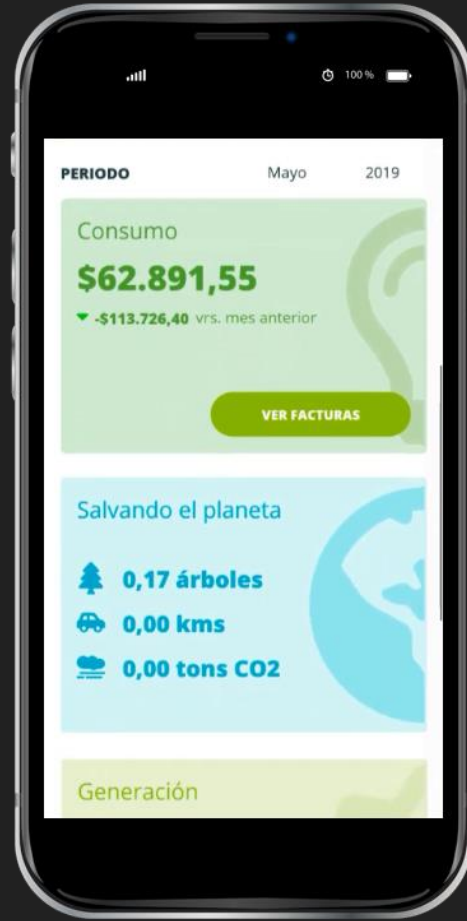 100 %
PERIODO Mayo 2019
Consumo
$62.891,55
-$113.726,40 vrs. mes anterior
VER FACTURAS
Salvando el planeta
0,17 árboles
0,00 kms
0,00 tons CO2
Generación